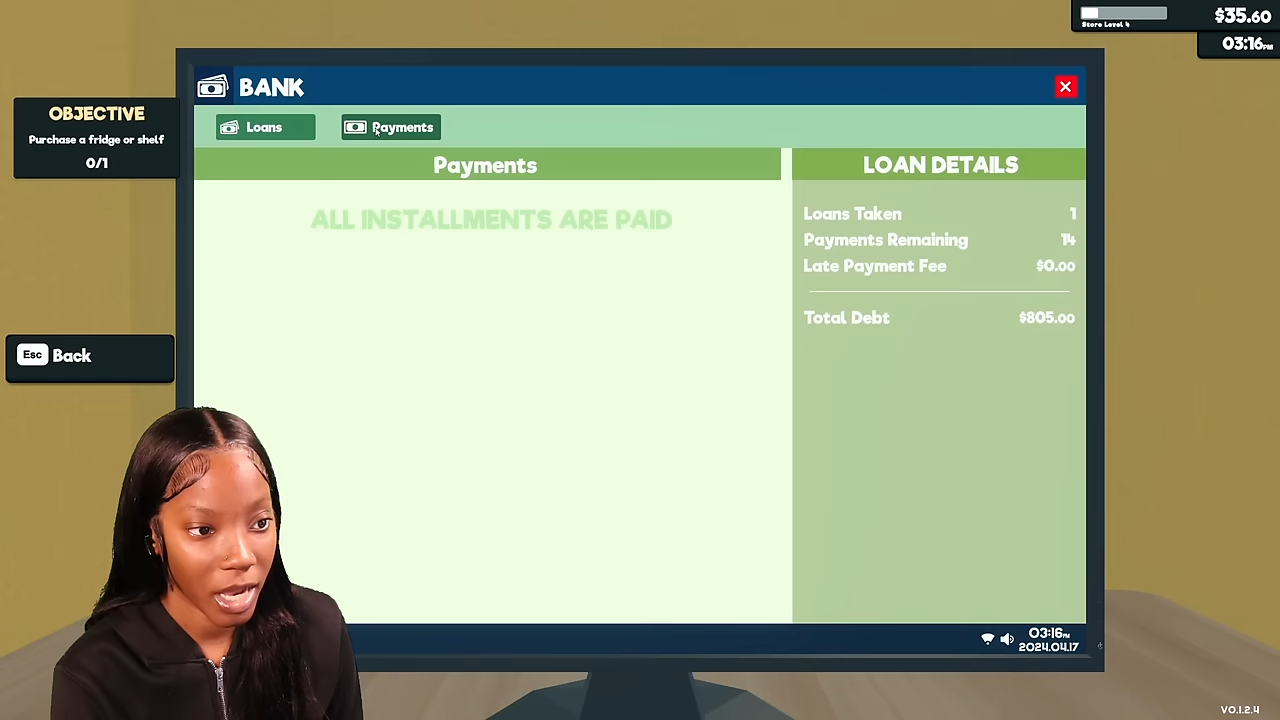 $35.60
Store Level 4
03:16PM
BANK
OBJECTIVE
Purchase a fridge or shelf
0/1
Loans
Payments
Payments
LOAN DETAILS
ALL INSTALLMENTS ARE PAID
Loans Taken 1
Payments Remaining 14
Late Payment Fee $0.00
Total Debt $805.00
Esc Back
03:16PM
2024.04.17
V0.1.2.4